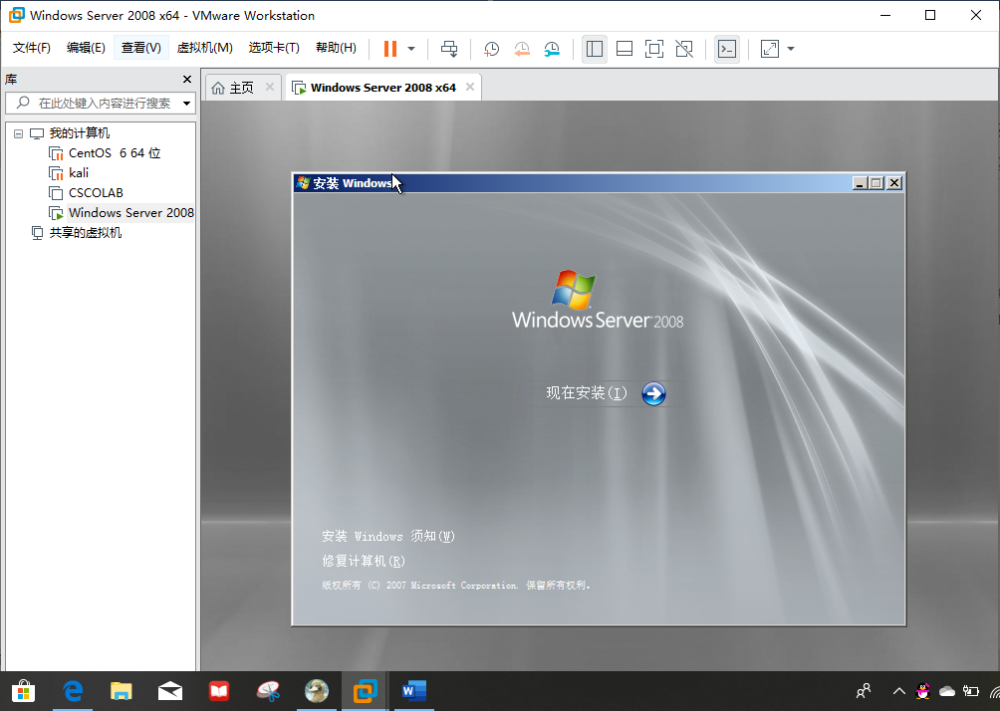 Windows Server 2008 x64 - VMware Workstation
文件(F) 编辑(E) 查看(V) 虚拟机(M) 选项卡(T) 帮助(H)
库
在此处键入内容进行搜索
我的计算机
CentOS 6 64 位
kali
CSCOLAB
Windows Server 2008
共享的虚拟机
主页
Windows Server 2008 x64
安装 Windows
Windows Server 2008
现在安装(I)
安装 Windows 须知(W)
修复计算机(R)
版权所有 (C) 2007 Microsoft Corporation. 保留所有权利。